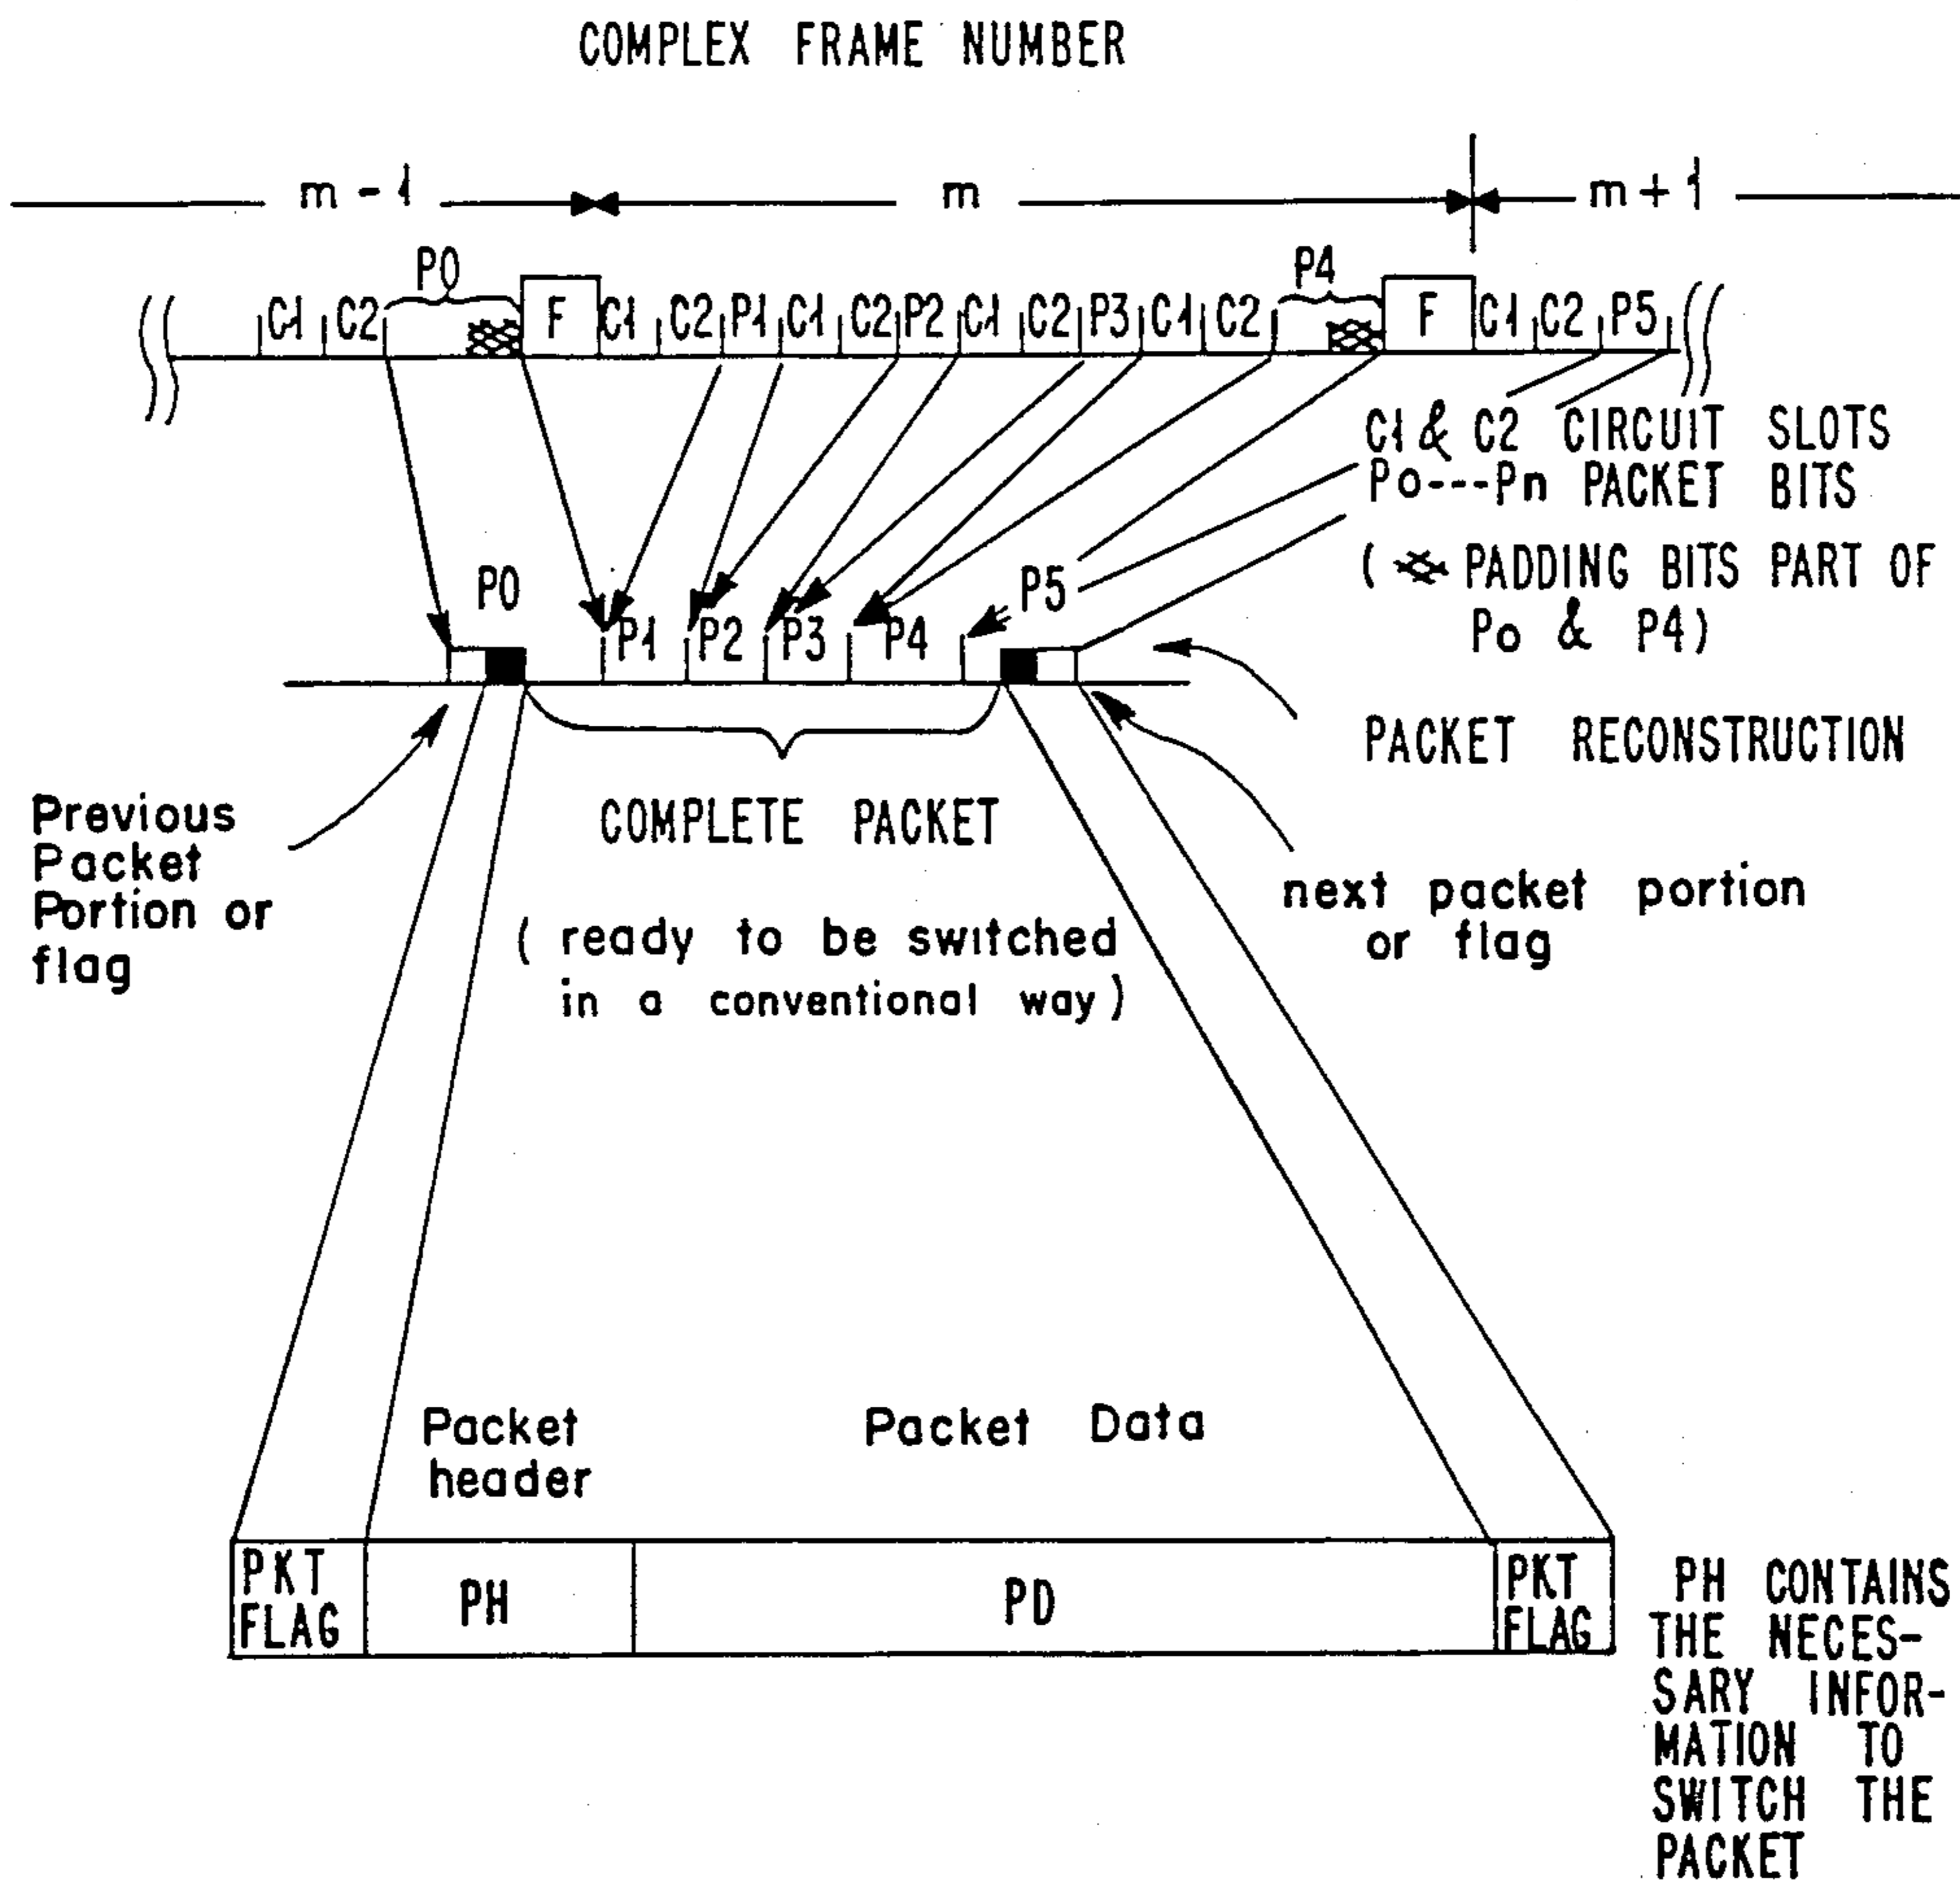 COMPLEX FRAME NUMBER
m - 1 m m + 1
P0 P4
C1 C2 F C1 C2 P1 C1 C2 P2 C1 C2 P3 C1 C2 F C1 C2 P5
C1 & C2 CIRCUIT SLOTS
Po---Pn PACKET BITS
( PADDING BITS PART OF
Po & P4)
P0 P5
P1 P2 P3 P4
PACKET RECONSTRUCTION
Previous
Packet
Portion or
flag
COMPLETE PACKET
( ready to be switched
in a conventional way )
next packet portion
or flag
Packet
header
Packet Data
PKT
FLAG
PH
PD
PKT
FLAG
PH CONTAINS
THE NECES-
SARY INFOR-
MATION TO
SWITCH THE
PACKET